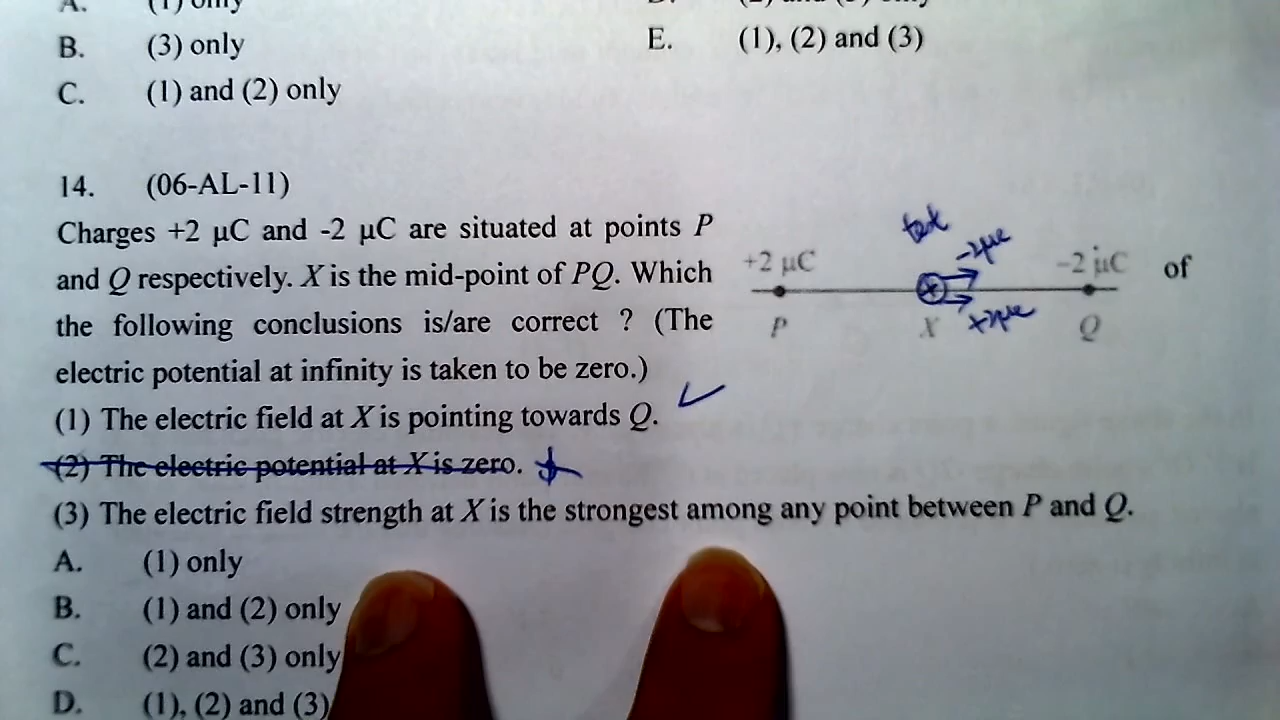 (1) only
B. (3) only
E. (1), (2) and (3)
C. (1) and (2) only
14. (06-AL-11)
Charges +2 μC and -2 μC are situated at points P
and Q respectively. X is the mid-point of PQ. Which of
the following conclusions is/are correct ? (The
electric potential at infinity is taken to be zero.)
test
-2μc
+2 μC
-2 μC
+
+2μc
P
X
Q
(1) The electric field at X is pointing towards Q.
(2) The electric potential at X is zero.
(3) The electric field strength at X is the strongest among any point between P and Q.
A. (1) only
B. (1) and (2) only
C. (2) and (3) only
D. (1), (2) and (3)